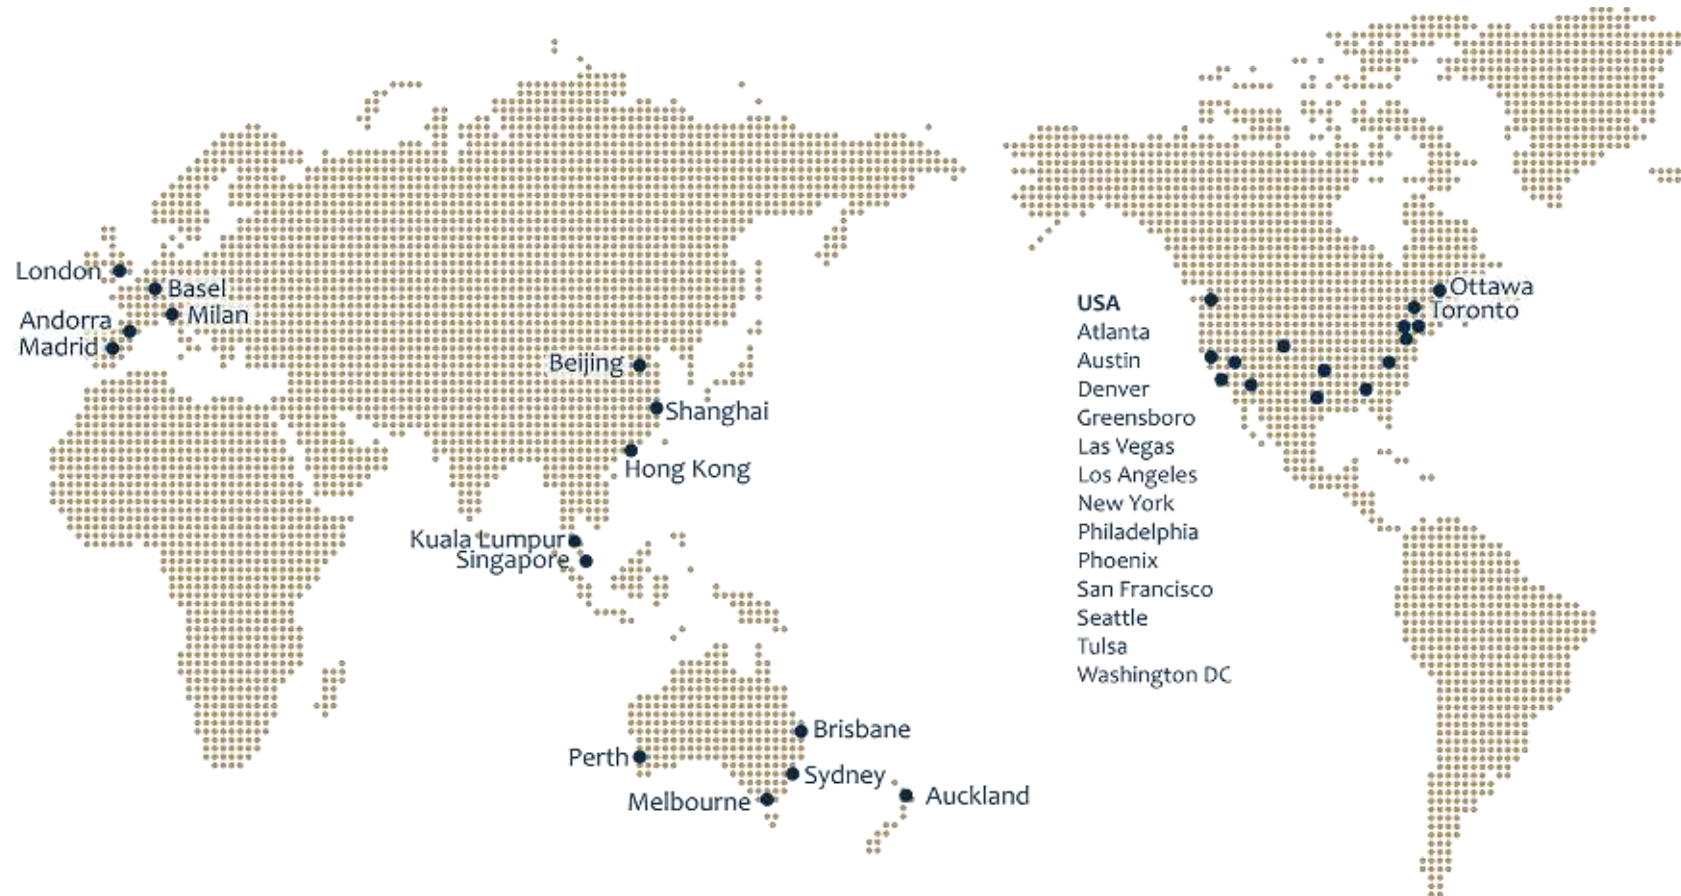 London
Basel
Andorra
Milan
Madrid
Beijing
Shanghai
Hong Kong
Kuala Lumpur
Singapore
Brisbane
Perth
Sydney
Melbourne
Auckland
USA
Atlanta
Austin
Denver
Greensboro
Las Vegas
Los Angeles
New York
Philadelphia
Phoenix
San Francisco
Seattle
Tulsa
Washington DC
Ottawa
Toronto